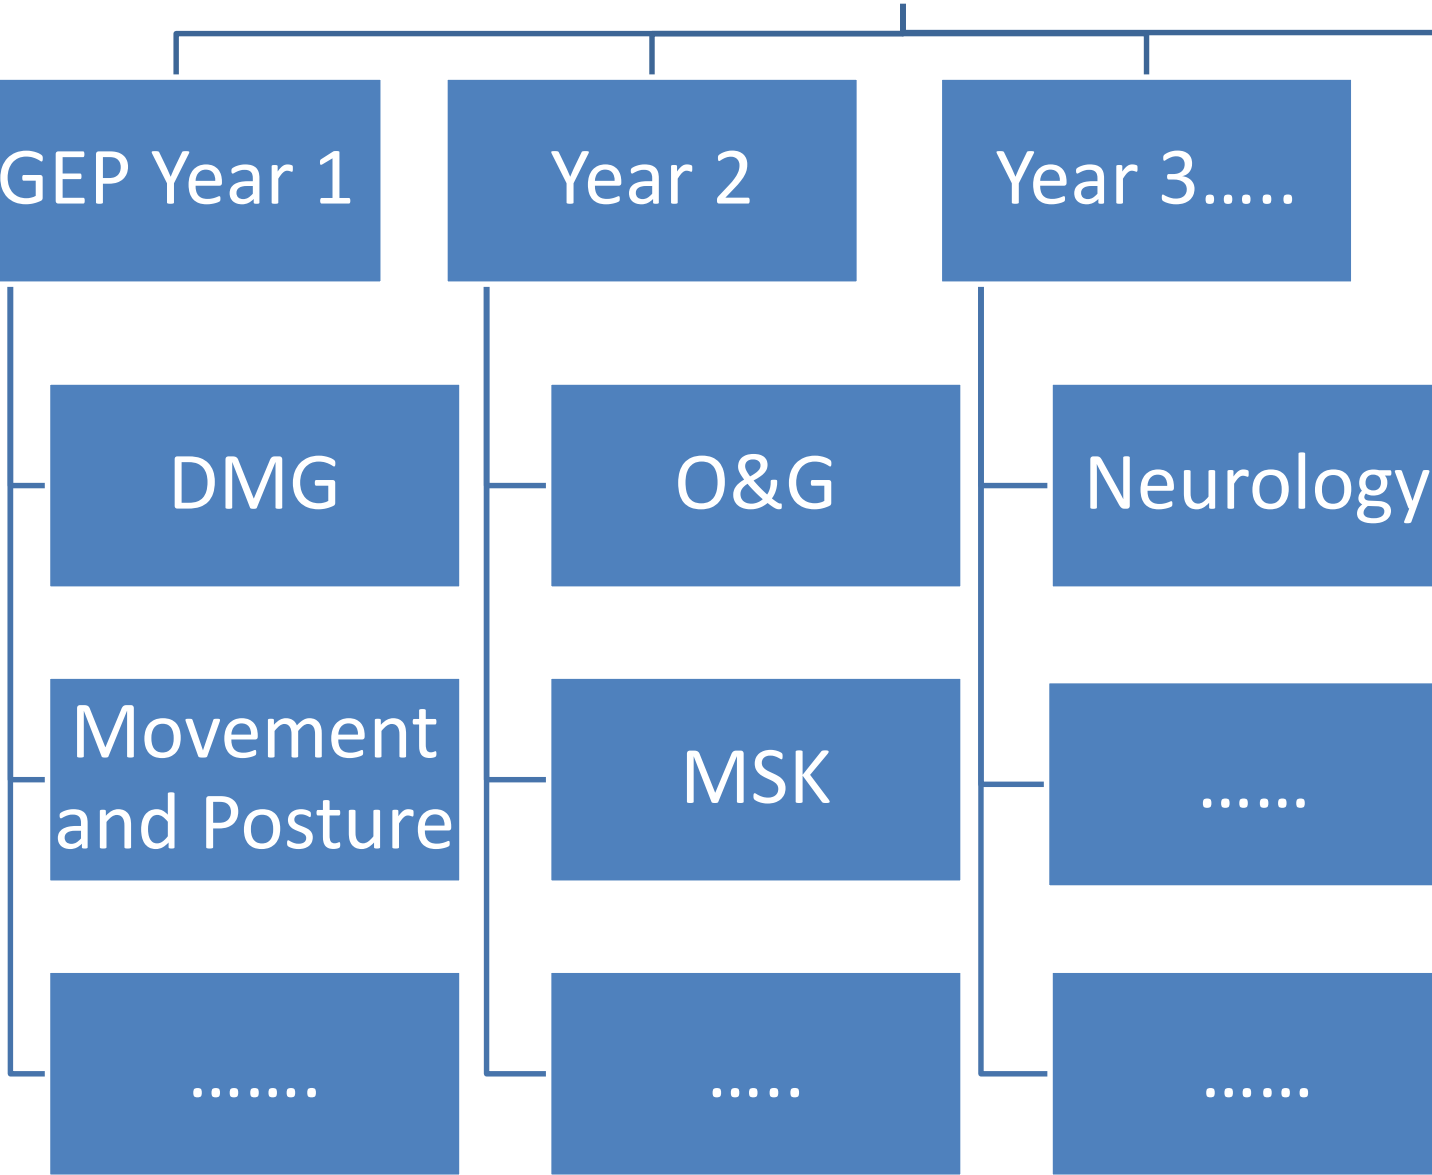 GEP Year 1
Year 2
Year 3.....
DMG
O&G
Neurology
Movement
and Posture
MSK
......
.......
.....
......